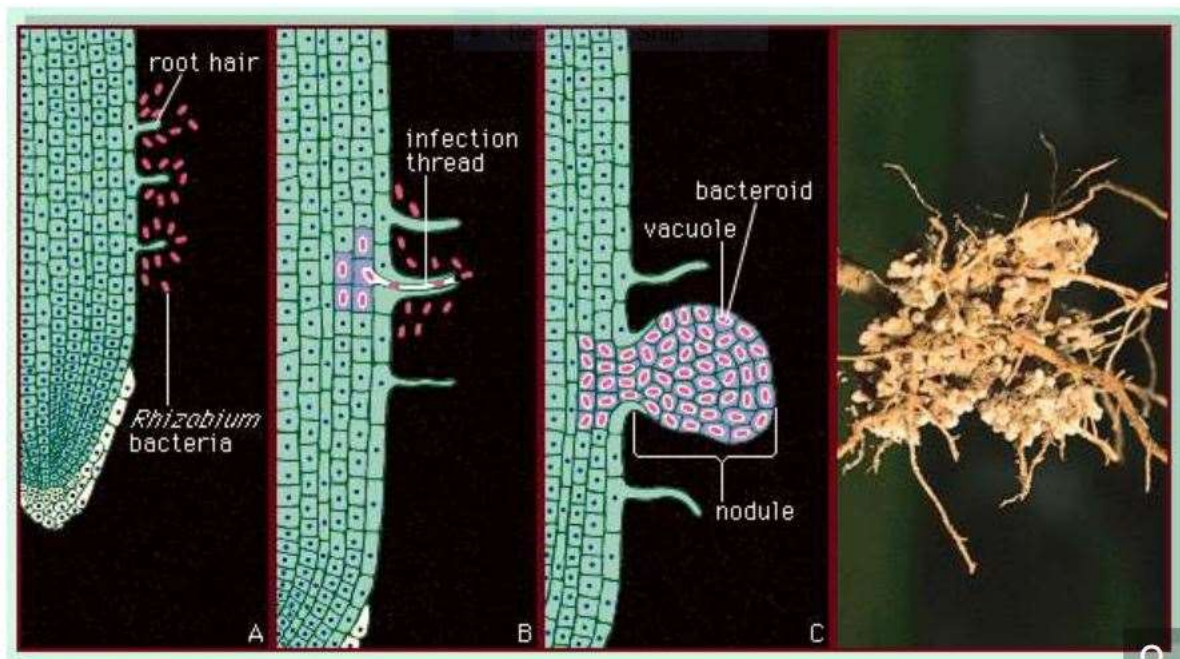 root hair
Rhizobium
bacteria
A
infection
thread
B
bacteroid
vacuole
nodule
C